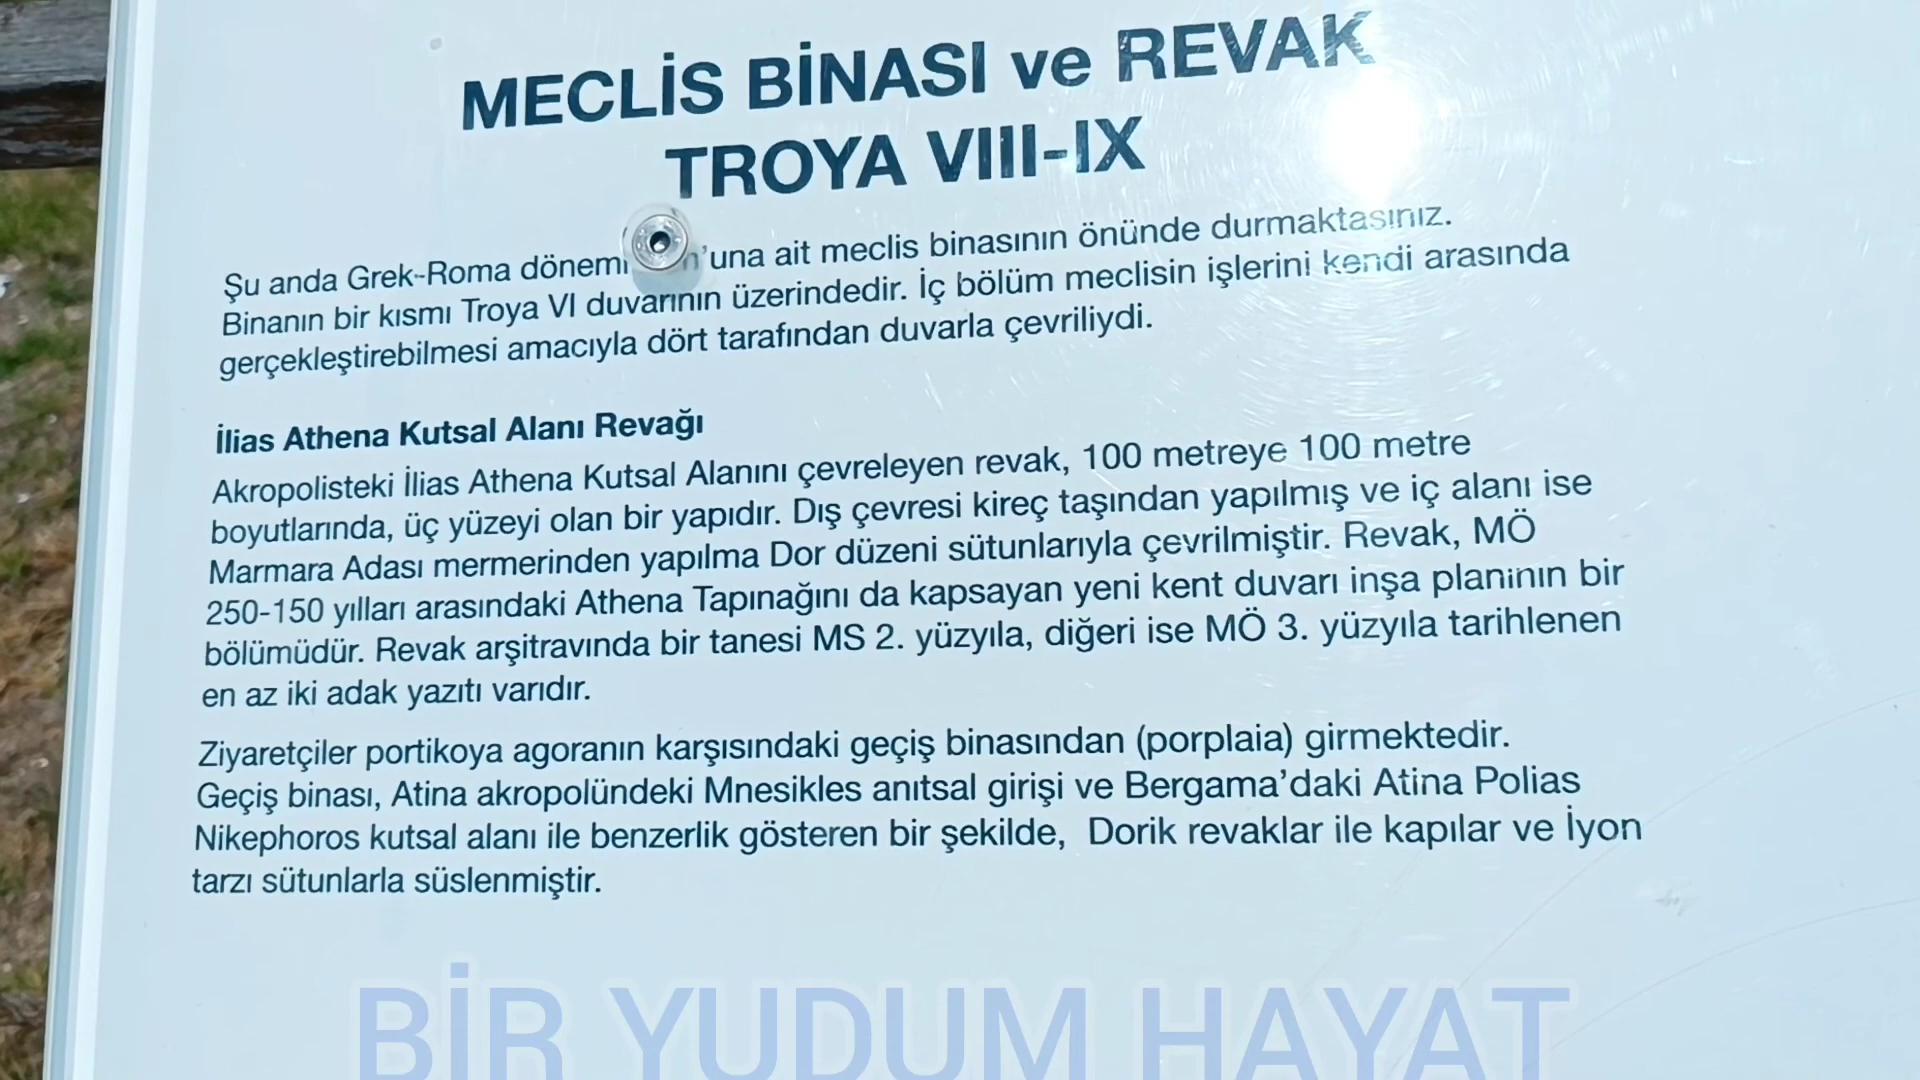 MECLİS BİNASI ve REVAK
TROYA VIII-IX
Şu anda Grek-Roma dönemi 'una ait meclis binasının önünde durmaktasınız.
Binanın bir kısmı Troya VI duvarının üzerindedir. İç bölüm meclisin işlerini kendi arasında
gerçekleştirebilmesi amacıyla dört tarafından duvarla çevriliydi.
İlias Athena Kutsal Alanı Revağı
Akropolisteki İlias Athena Kutsal Alanını çevreleyen revak, 100 metreye 100 metre
boyutlarında, üç yüzeyi olan bir yapıdır. Dış çevresi kireç taşından yapılmış ve iç alanı ise
Marmara Adası mermerinden yapılma Dor düzeni sütunlarıyla çevrilmiştir. Revak, MÖ
250-150 yılları arasındaki Athena Tapınağını da kapsayan yeni kent duvarı inşa planının bir
bölümüdür. Revak arşitravında bir tanesi MS 2. yüzyıla, diğeri ise MÖ 3. yüzyıla tarihlenen
en az iki adak yazıtı varıdır.
Ziyaretçiler portikoya agoranın karşısındaki geçiş binasından (porplaia) girmektedir.
Geçiş binası, Atina akropolündeki Mnesikles anıtsal girişi ve Bergama'daki Atina Polias
Nikephoros kutsal alanı ile benzerlik gösteren bir şekilde, Dorik revaklar ile kapılar ve İyon
tarzı sütunlarla süslenmiştir.
BİR YUDUM HAYAT